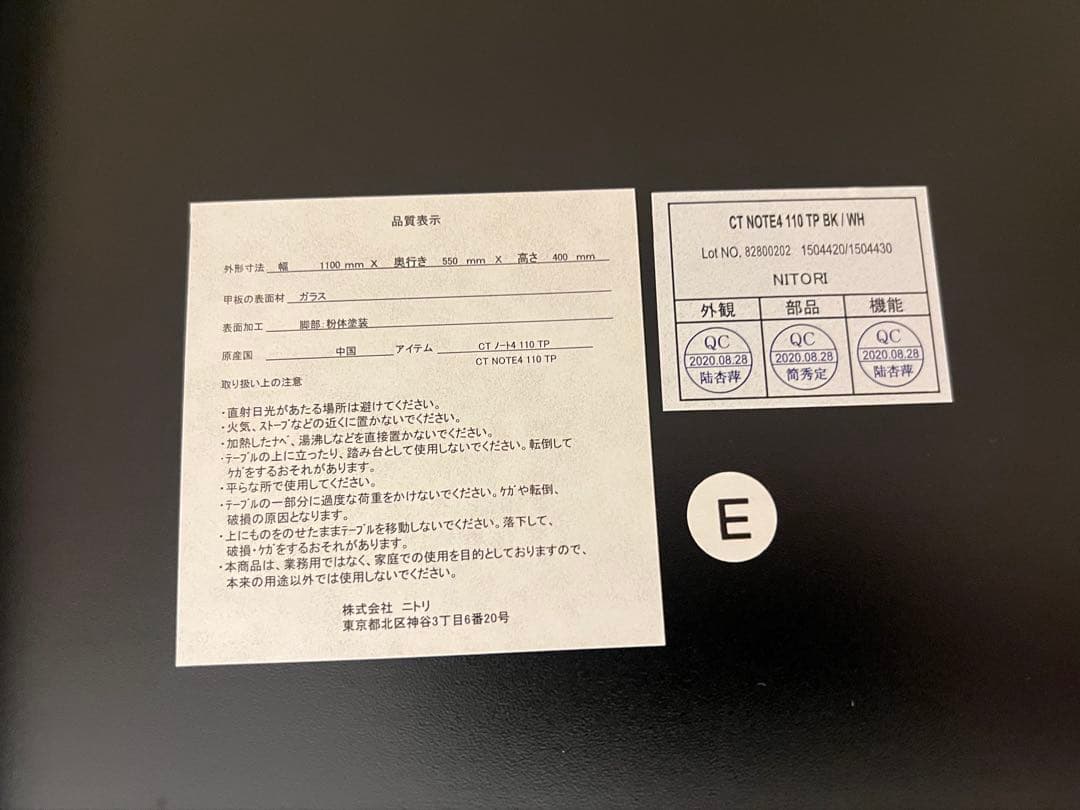 品質表示
外形寸法 幅 1100 mm X 奥行き 550 mm X 高さ 400 mm
甲板の表面材 ガラス
表面加工 脚部:粉体塗装
原産国 中国 アイテム CT ノート4 110 TP
CT NOTE4 110 TP
取り扱い上の注意
・直射日光があたる場所は避けてください。
・火気、ストーブなどの近くに置かないでください。
・加熱したナベ、湯沸しなどを直接置かないでください。
・テーブルの上に立ったり、踏み台として使用しないでください。転倒して
ケガをするおそれがあります。
・平らな所で使用してください。
・テーブルの一部分に過度な荷重をかけないでください。ケガや転倒、
破損の原因となります。
・上にものをのせたままテーブルを移動しないでください。落下して、
破損・ケガをするおそれがあります。
・本商品は、業務用ではなく、家庭での使用を目的としておりますので、
本来の用途以外では使用しないでください。
株式会社 ニトリ
東京都北区神谷3丁目6番20号
CT NOTE4 110 TP BK / WH
Lot NO. 82800202 1504420/1504430
NITORI
外観 部品 機能
QC QC QC
2020.08.28 2020.08.28 2020.08.28
陆杏萍 简秀定 陆杏萍
E